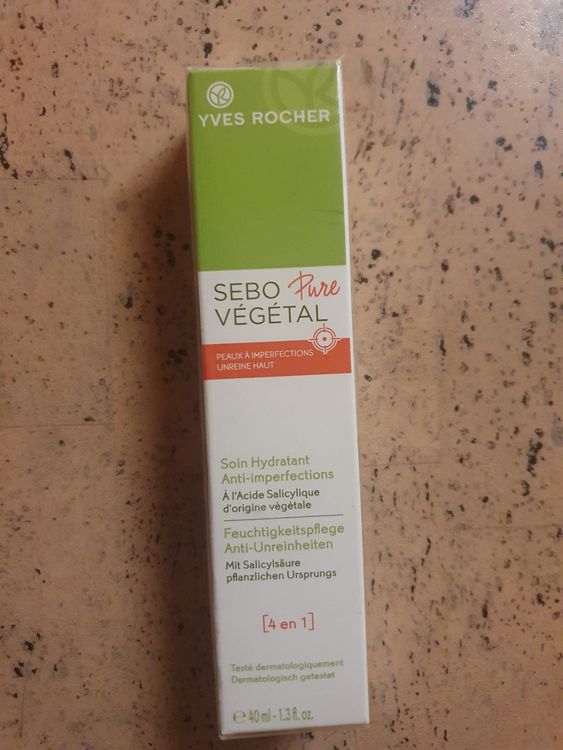 YVES ROCHER
SEBO Pure
VÉGÉTAL
PEAUX À IMPERFECTIONS
UNREINE HAUT
Soin Hydratant
Anti-imperfections
À l'Acide Salicylique
d'origine végétale
Feuchtigkeitspflege
Anti-Unreinheiten
Mit Salicylsäure
pflanzlichen Ursprungs
[4 en 1]
Testé dermatologiquement
Dermatologisch getestet
℮ 40 ml - 1.3 fl. oz.